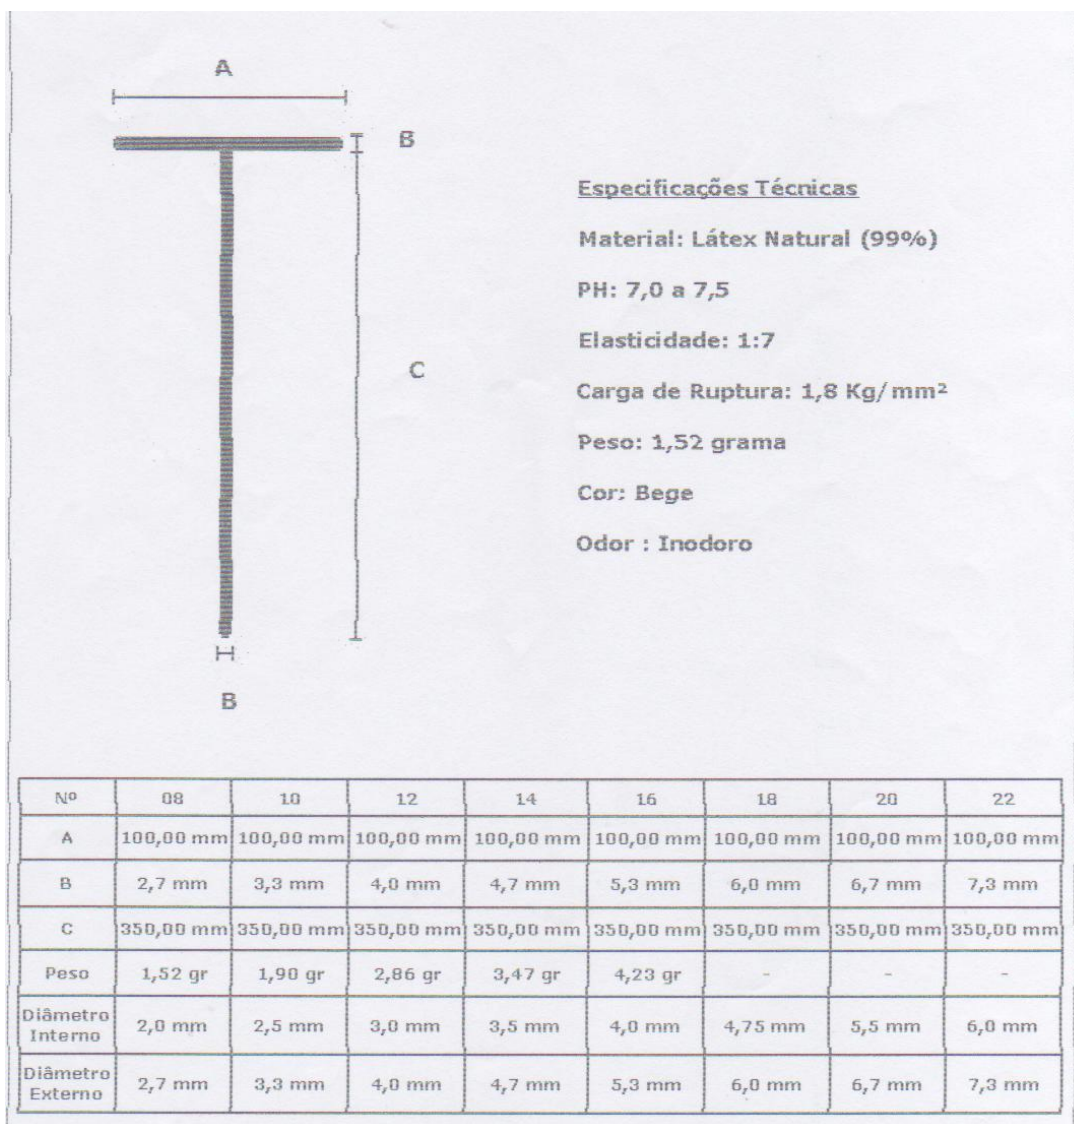 A
B
Especificações Técnicas
Material: Látex Natural (99%)
PH: 7,0 a 7,5
Elasticidade: 1:7
C
Carga de Ruptura: 1,8 Kg/mm²
Peso: 1,52 grama
Cor: Bege
Odor : Inodoro
B
Nº 08 10 12 14 16 18 20 22
A 100,00 mm 100,00 mm 100,00 mm 100,00 mm 100,00 mm 100,00 mm 100,00 mm 100,00 mm
B 2,7 mm 3,3 mm 4,0 mm 4,7 mm 5,3 mm 6,0 mm 6,7 mm 7,3 mm
C 350,00 mm 350,00 mm 350,00 mm 350,00 mm 350,00 mm 350,00 mm 350,00 mm 350,00 mm
Peso 1,52 gr 1,90 gr 2,86 gr 3,47 gr 4,23 gr - - -
Diâmetro
Interno 2,0 mm 2,5 mm 3,0 mm 3,5 mm 4,0 mm 4,75 mm 5,5 mm 6,0 mm
Diâmetro
Externo 2,7 mm 3,3 mm 4,0 mm 4,7 mm 5,3 mm 6,0 mm 6,7 mm 7,3 mm